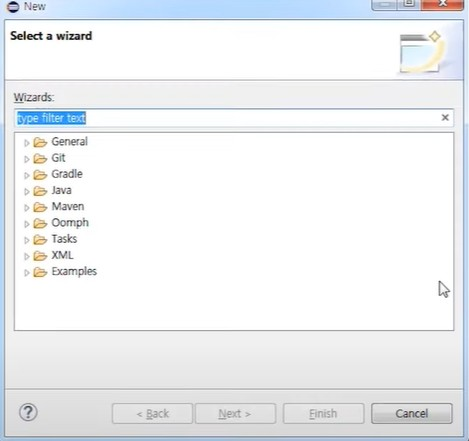 New
Select a wizard
Wizards:
type filter text
General
Git
Gradle
Java
Maven
Oomph
Tasks
XML
Examples
< Back
Next >
Finish
Cancel